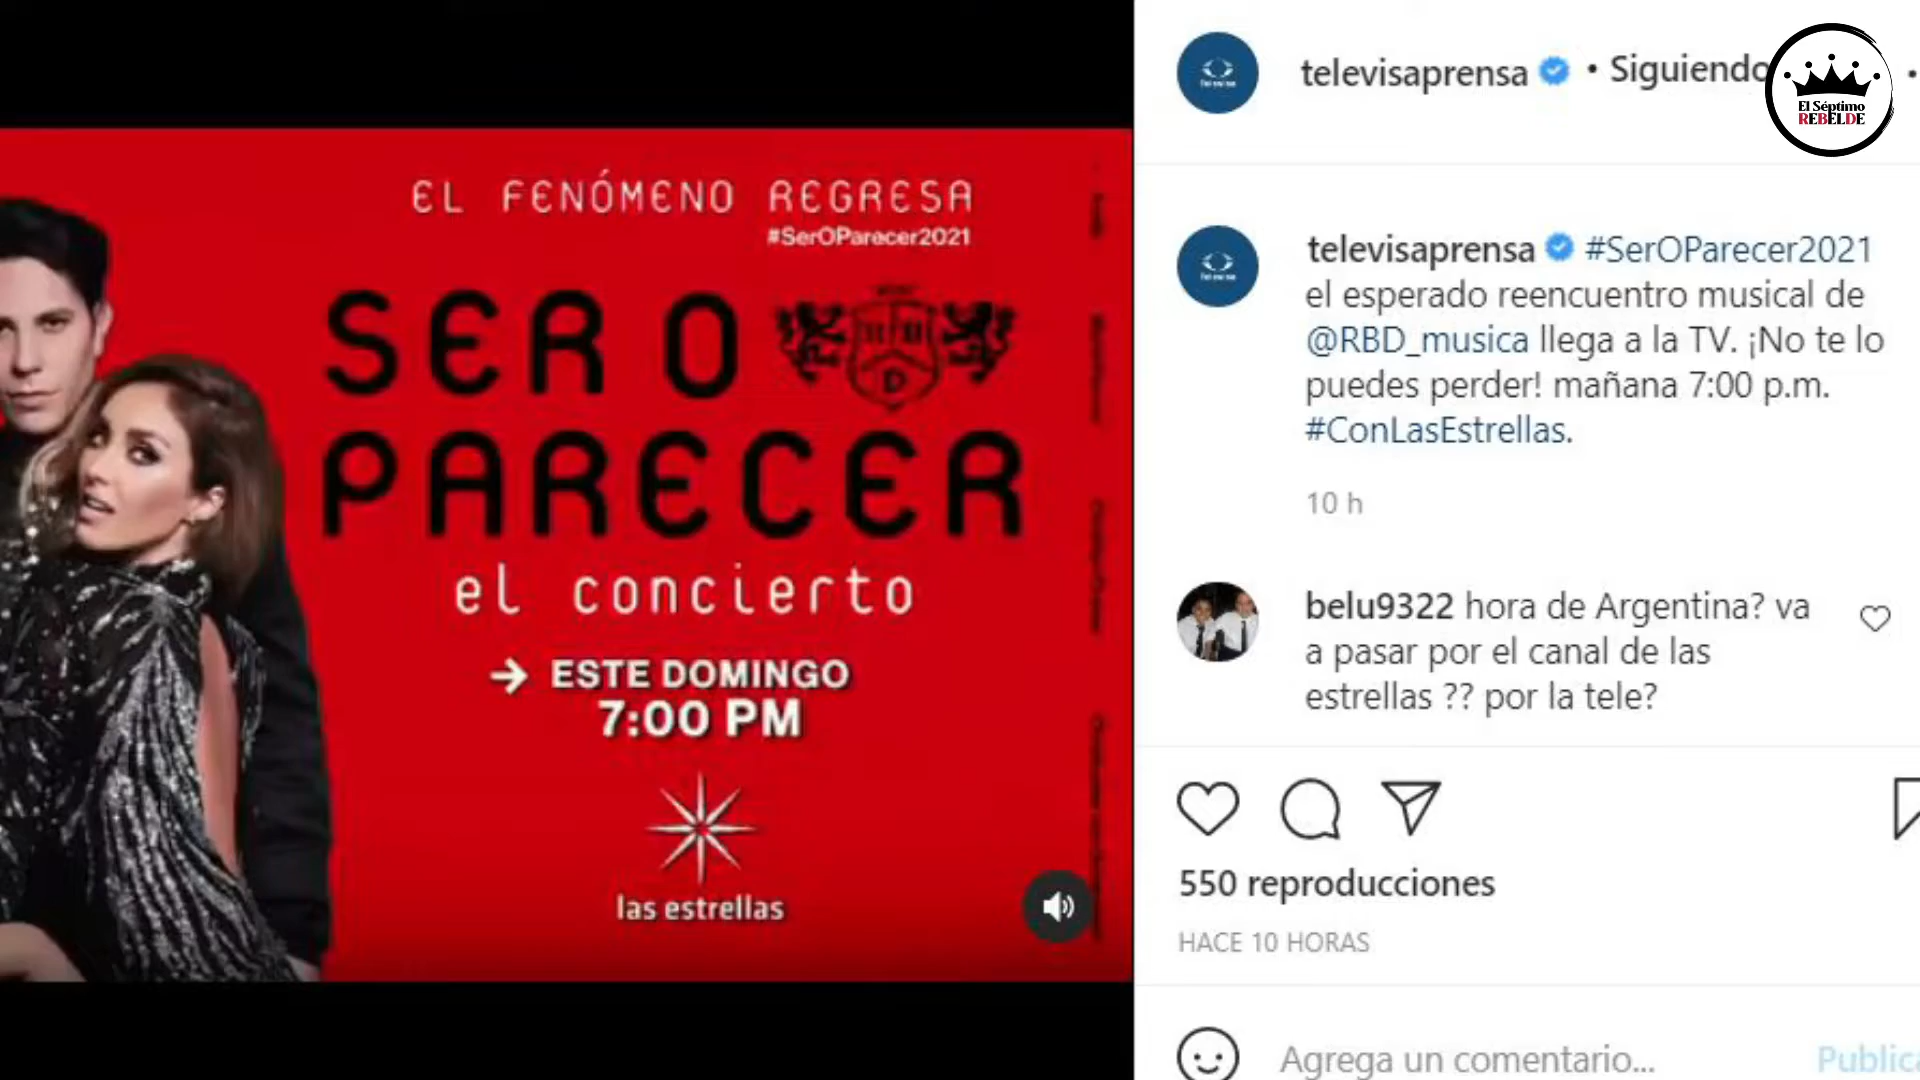 EL FENÓMENO REGRESA
#SerOParecer2021
SER O
D
PARECER
el concierto
→ ESTE DOMINGO
7:00 PM
las estrellas
televisaprensa • Siguiendo
El Séptimo
REBELDE
televisaprensa #SerOParecer2021
el esperado reencuentro musical de
@RBD_musica llega a la TV. ¡No te lo
puedes perder! mañana 7:00 p.m.
#ConLasEstrellas.
10 h
belu9322 hora de Argentina? va
a pasar por el canal de las
estrellas ?? por la tele?
550 reproducciones
HACE 10 HORAS
Agrega un comentario...
Public